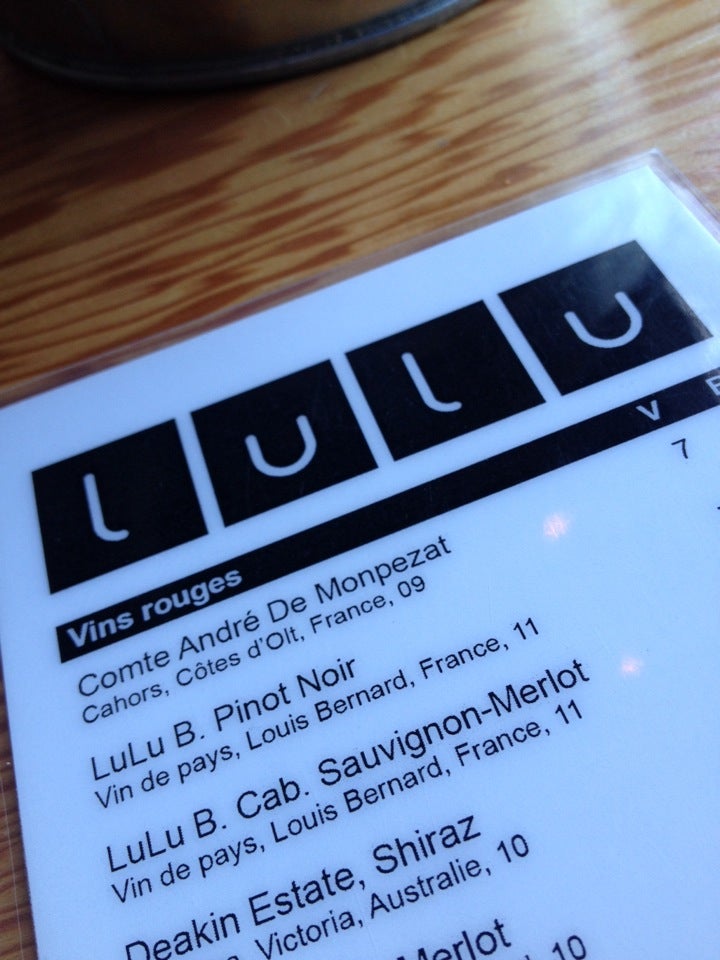 LULU
Vins rouges V
Comte André De Monpezat 7
Cahors, Côtes d'Olt, France, 09
LuLu B. Pinot Noir
Vin de pays, Louis Bernard, France, 11
LuLu B. Cab. Sauvignon-Merlot
Vin de pays, Louis Bernard, France, 11
Deakin Estate, Shiraz
Victoria, Australie, 10
Merlot
10